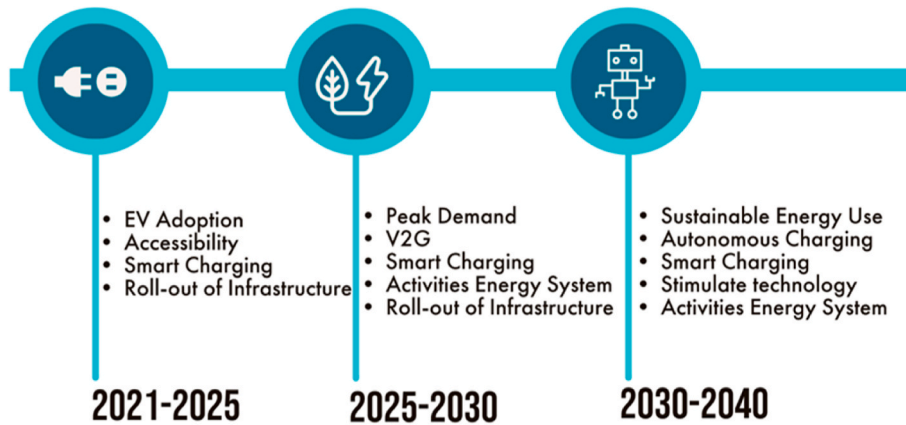 • EV Adoption
• Accessibility
• Smart Charging
• Roll-out of Infrastructure
2021-2025
• Peak Demand
• V2G
• Smart Charging
• Activities Energy System
• Roll-out of Infrastructure
2025-2030
• Sustainable Energy Use
• Autonomous Charging
• Smart Charging
• Stimulate technology
• Activities Energy System
2030-2040